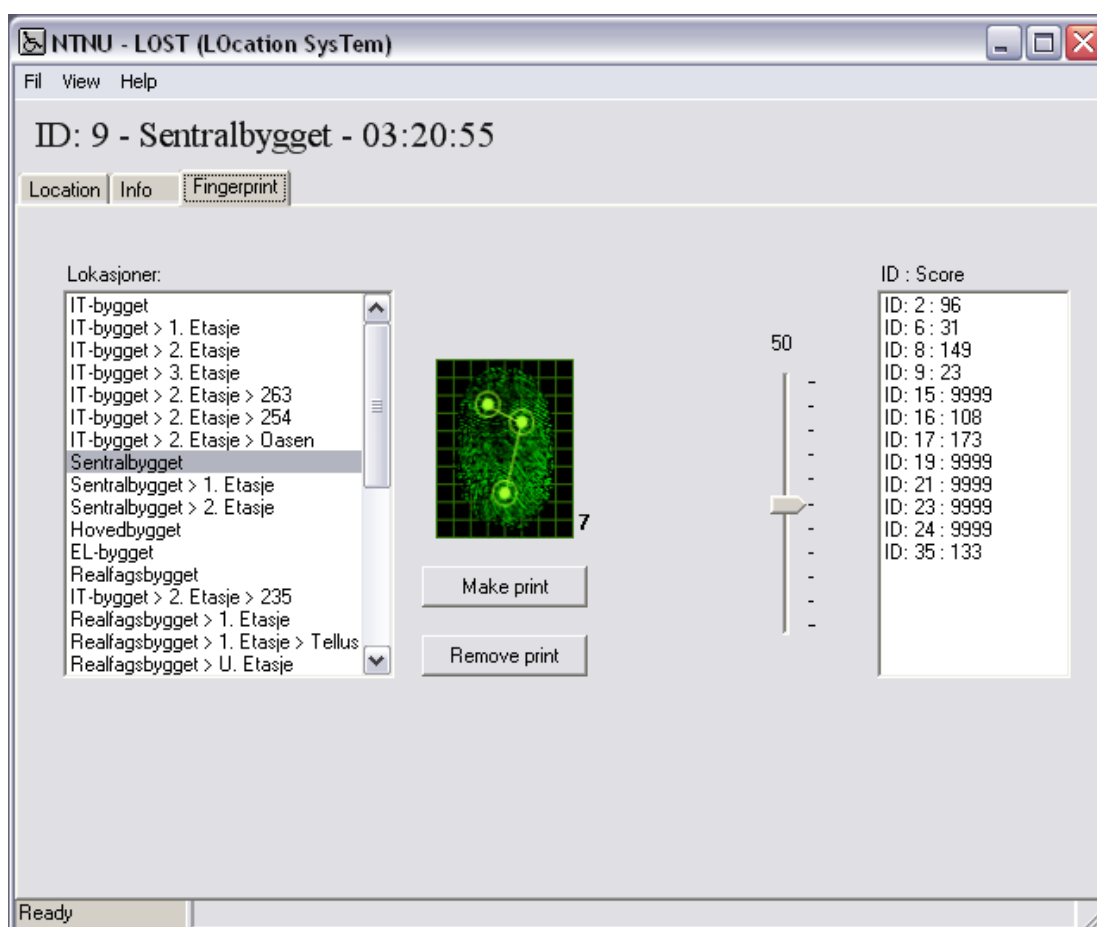 NTNU - LOST (LOcation SysTem)
Fil View Help
ID: 9 - Sentralbygget - 03:20:55
Location Info Fingerprint
Lokasjoner:
IT-bygget
IT-bygget > 1. Etasje
IT-bygget > 2. Etasje
IT-bygget > 3. Etasje
IT-bygget > 2. Etasje > 263
IT-bygget > 2. Etasje > 254
IT-bygget > 2. Etasje > Oasen
Sentralbygget
Sentralbygget > 1. Etasje
Sentralbygget > 2. Etasje
Hovedbygget
EL-bygget
Realfagsbygget
IT-bygget > 2. Etasje > 235
Realfagsbygget > 1. Etasje
Realfagsbygget > 1. Etasje > Tellus
Realfagsbygget > U. Etasje
7
Make print
Remove print
50
ID : Score
ID: 2 : 96
ID: 6 : 31
ID: 8 : 149
ID: 9 : 23
ID: 15 : 9999
ID: 16 : 108
ID: 17 : 173
ID: 19 : 9999
ID: 21 : 9999
ID: 23 : 9999
ID: 24 : 9999
ID: 35 : 133
Ready